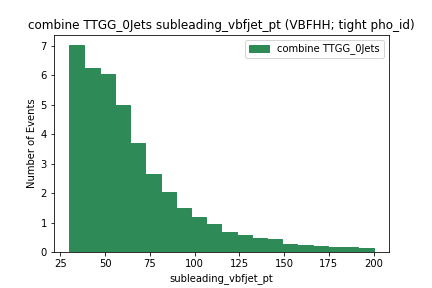 combine TTGG_0Jets subleading_vbfjet_pt (VBFHH; tight pho_id)
combine TTGG_0Jets
7
6
5
4
3
2
1
0
Number of Events
25 50 75 100 125 150 175 200
subleading_vbfjet_pt